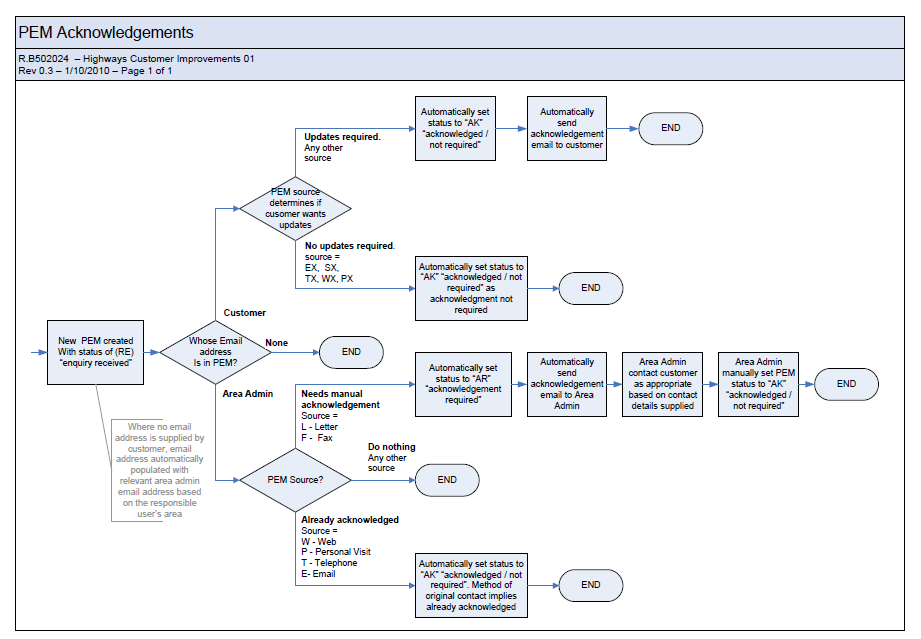 PEM Acknowledgements
R.B502024 – Highways Customer Improvements 01
Rev 0.3 – 1/10/2010 – Page 1 of 1
Automatically set
status to “AK”
“acknowledged /
not required”
Automatically
send
acknowledgement
email to customer
END
Updates required.
Any other
source
PEM source
determines if
cusomer wants
updates
No updates required.
source =
EX, SX,
TX, WX, PX
Automatically set status to
“AK” “acknowledged / not
required” as
acknowledgment not
required
END
Customer
New PEM created
With status of (RE)
“enquiry received”
Whose Email
address
Is in PEM?
None
END
Area Admin
Where no email
address is supplied by
customer, email
address automatically
populated with
relevant area admin
email address based
on the responsible
user's area
Needs manual
acknowledgement
Source =
L - Letter
F - Fax
Automatically set
status to “AR”
“acknowledgement
required”
Automatically
send
acknowledgement
email to Area
Admin
Area Admin
contact customer
as appropriate
based on contact
details supplied
Area Admin
manually set PEM
status to “AK”
“acknowledged /
not required”
END
PEM Source?
Do nothing
Any other
source
END
Already acknowledged
Source =
W - Web
P - Personal Visit
T - Telephone
E- Email
Automatically set status to
“AK” “acknowledged / not
required”. Method of
original contact implies
already acknowledged
END